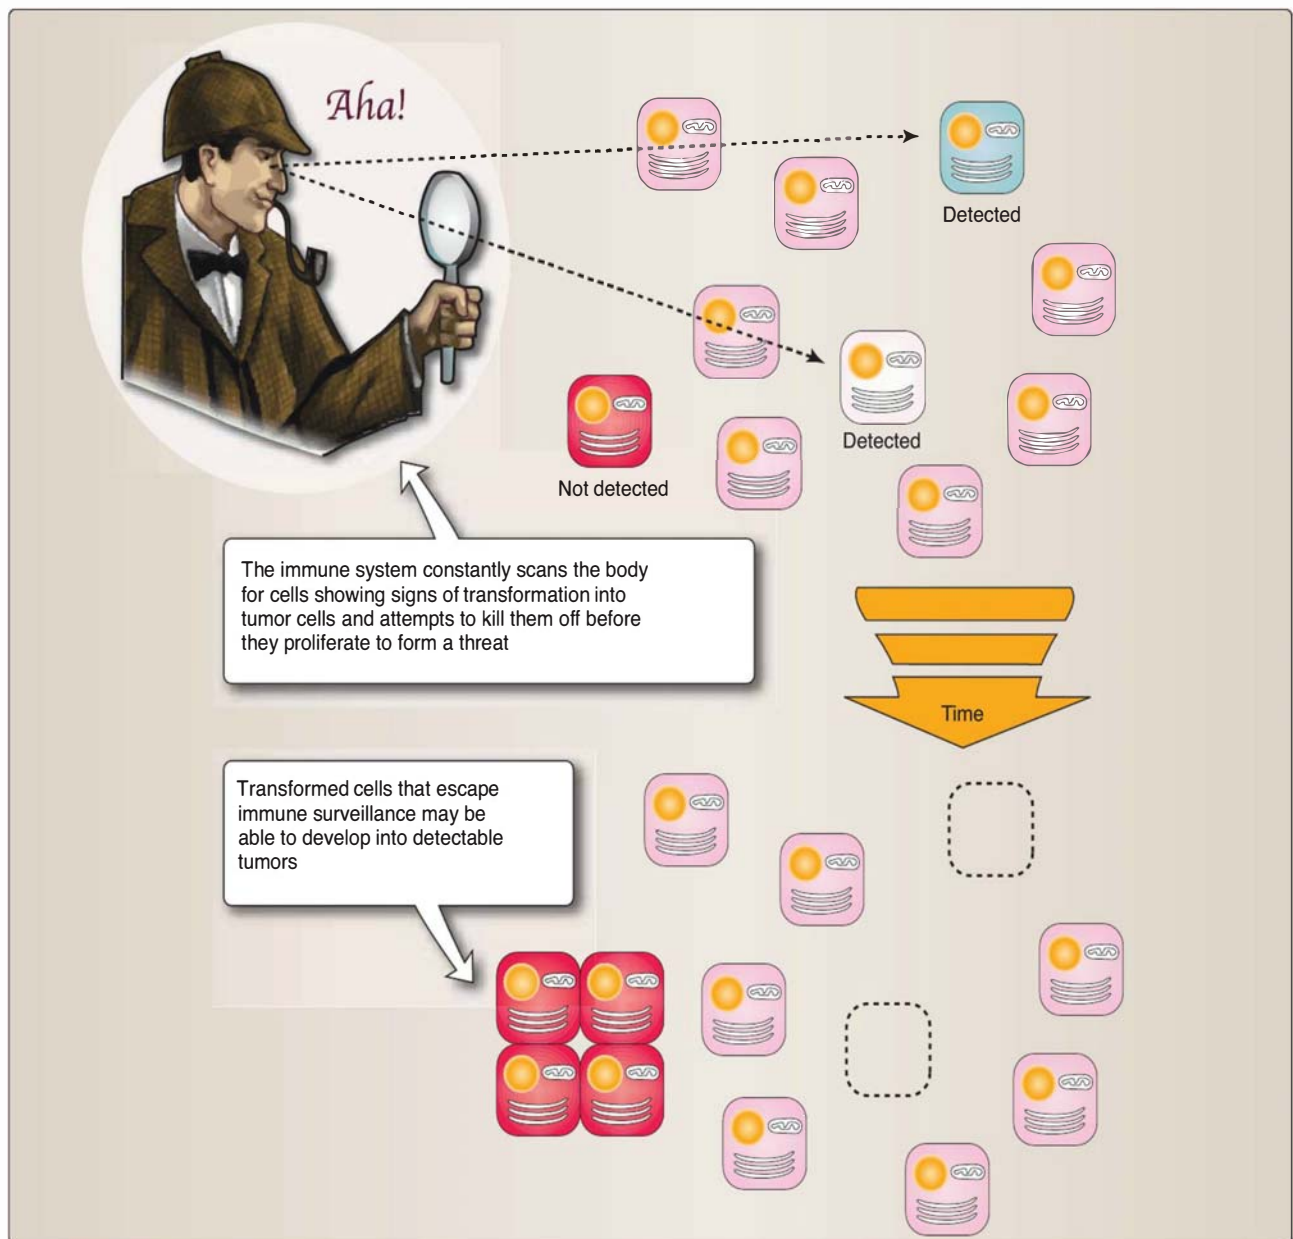 Aha!
Detected
Detected
Not detected
The immune system constantly scans the body
for cells showing signs of transformation into
tumor cells and attempts to kill them off before
they proliferate to form a threat
Time
Transformed cells that escape
immune surveillance may be
able to develop into detectable
tumors